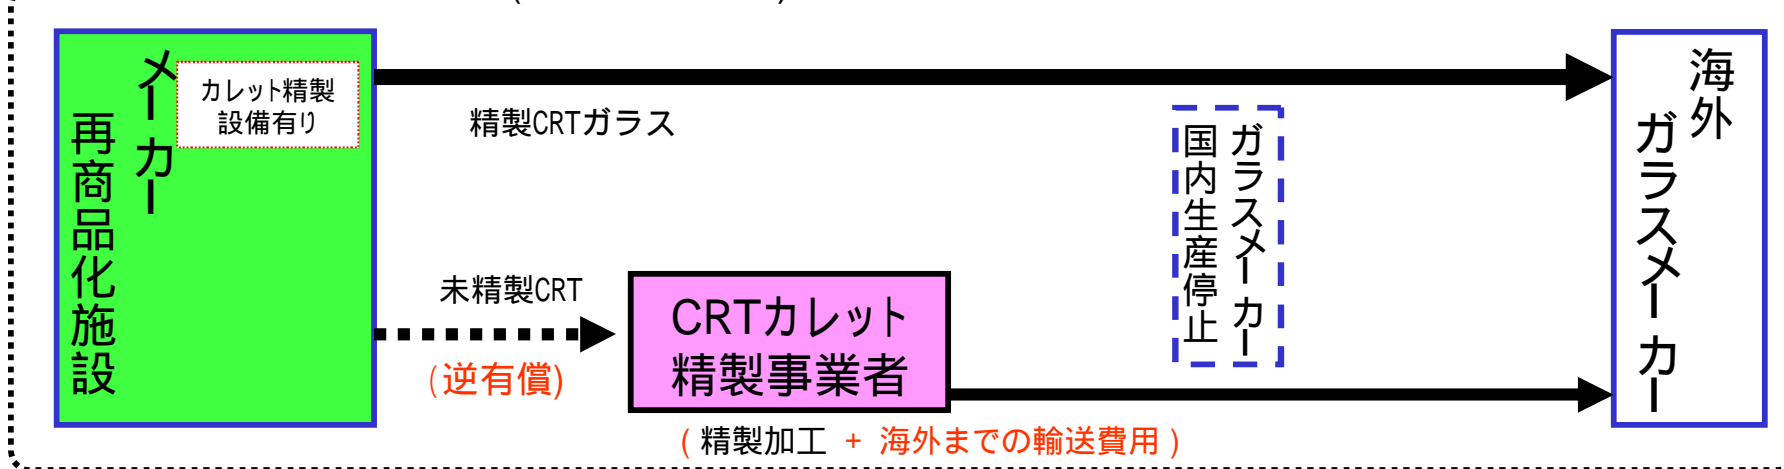 メーカー
再商品化施設
カレット精製
設備有り
精製CRTガラス
未精製CRT
(逆有償)
CRTカレット
精製事業者
(精製加工 + 海外までの輸送費用)
ガラスメーカー
国内生産停止
海外
ガラスメーカー